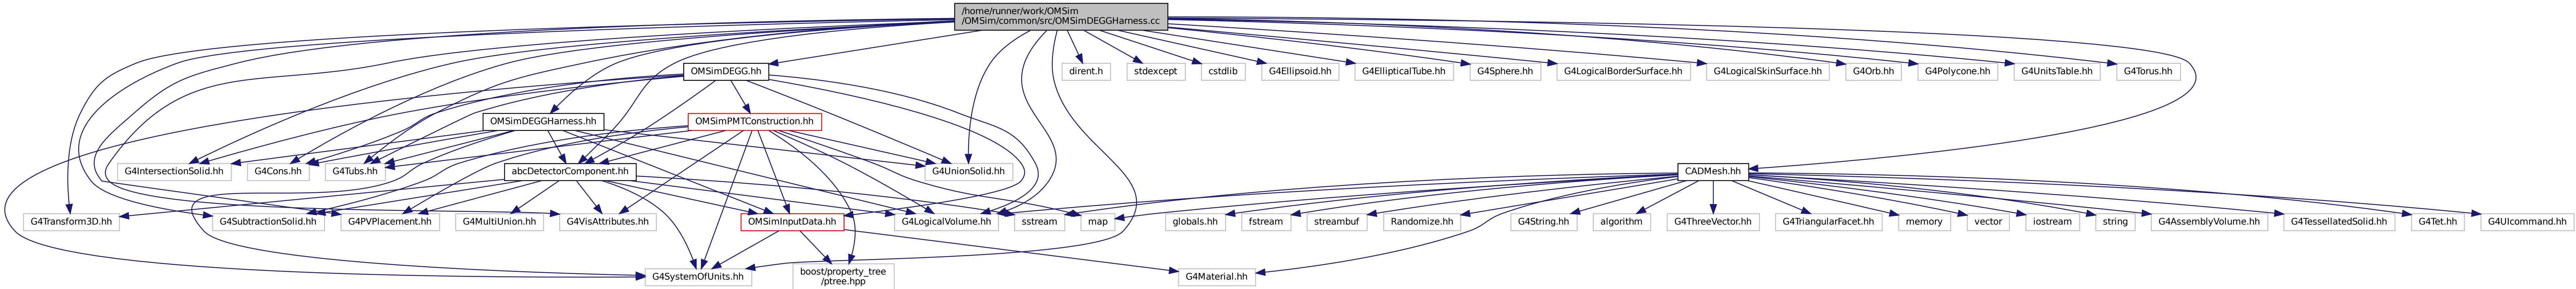 /home/runner/work/OMSim
/OMSim/common/src/OMSimDEGGHarness.cc
OMSimDEGG.hh
dirent.h
stdexcept
cstdlib
G4Ellipsoid.hh
G4EllipticalTube.hh
G4Sphere.hh
G4LogicalBorderSurface.hh
G4LogicalSkinSurface.hh
G4Orb.hh
G4Polycone.hh
G4UnitsTable.hh
G4Torus.hh
OMSimDEGGHarness.hh
OMSimPMTConstruction.hh
G4IntersectionSolid.hh
G4Cons.hh
G4Tubs.hh
abcDetectorComponent.hh
G4UnionSolid.hh
CADMesh.hh
G4Transform3D.hh
G4SubtractionSolid.hh
G4PVPlacement.hh
G4MultiUnion.hh
G4VisAttributes.hh
OMSimInputData.hh
G4LogicalVolume.hh
sstream
map
globals.hh
fstream
streambuf
Randomize.hh
G4String.hh
algorithm
G4ThreeVector.hh
G4TriangularFacet.hh
memory
vector
iostream
string
G4AssemblyVolume.hh
G4TessellatedSolid.hh
G4Tet.hh
G4UIcommand.hh
G4SystemOfUnits.hh
boost/property_tree
/ptree.hpp
G4Material.hh